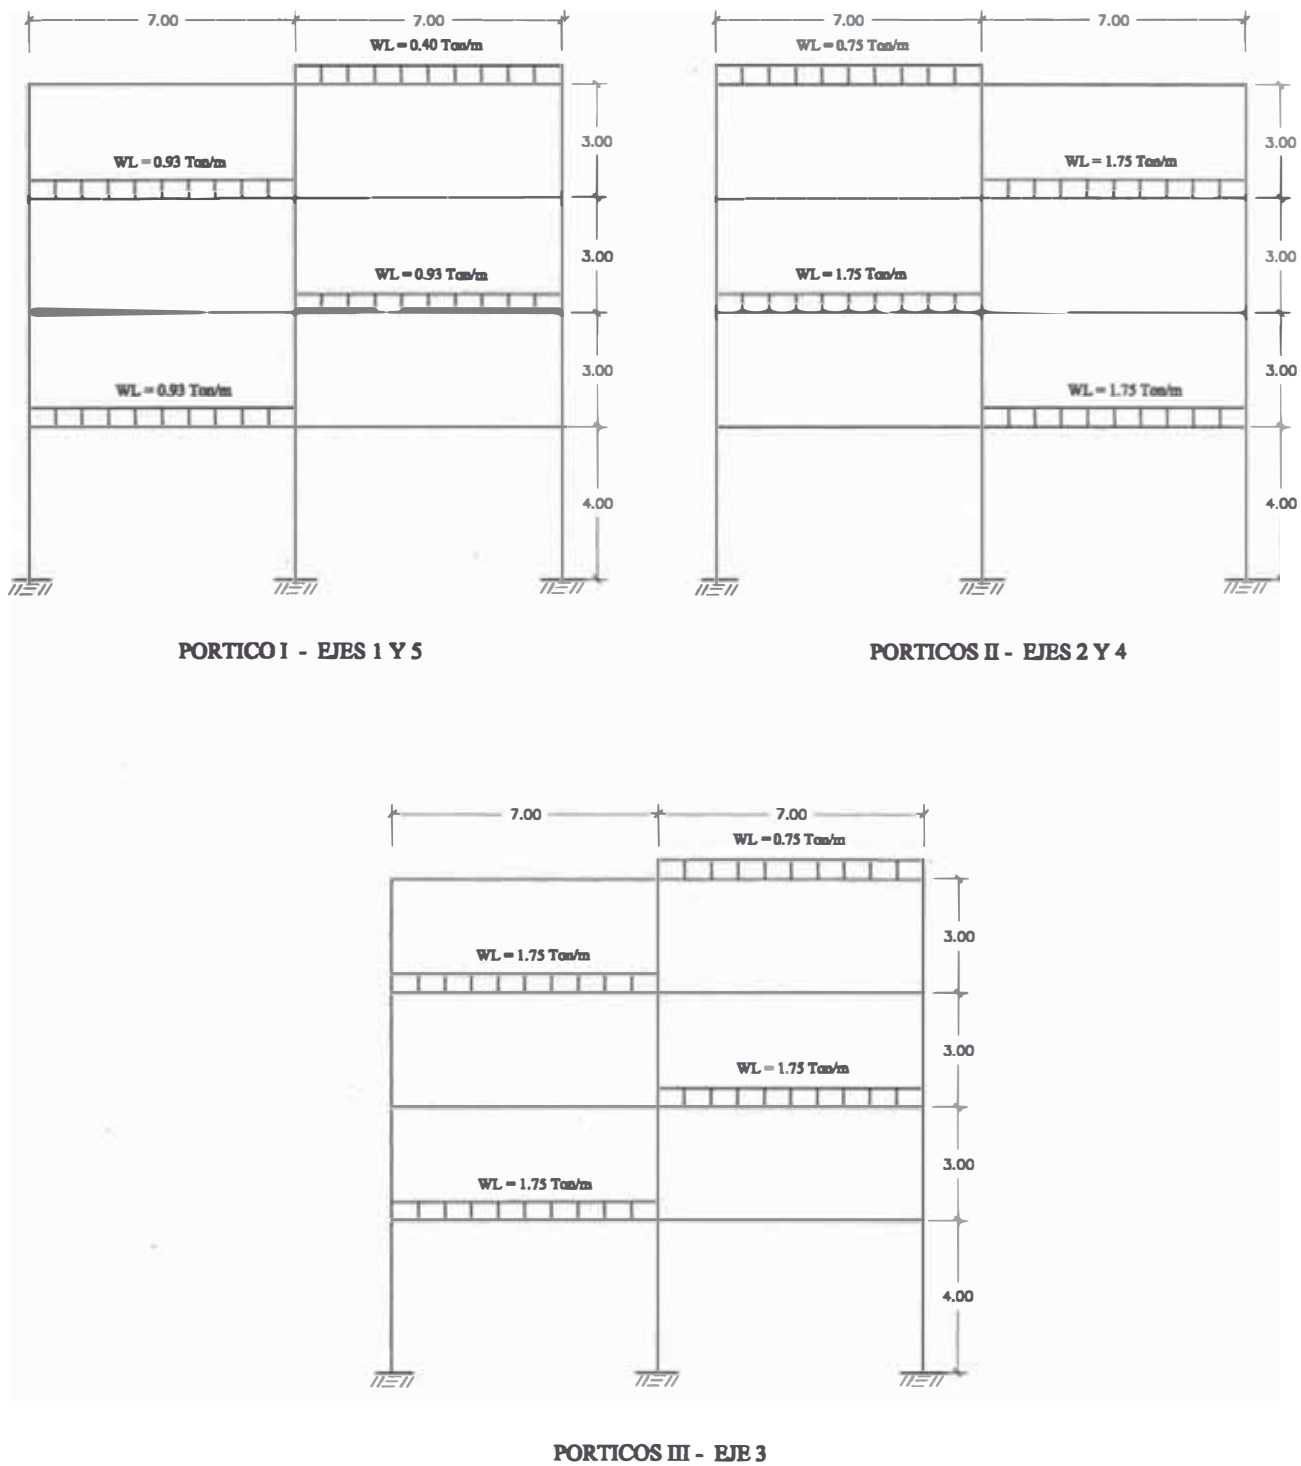 7.00 7.00 7.00 7.00
WL = 0.40 Ton/m WL = 0.75 Ton/m
3.00 3.00
WL = 0.93 Ton/m WL = 1.75 Ton/m
3.00 3.00
WL = 0.93 Ton/m WL = 1.75 Ton/m
3.00 3.00
WL = 0.93 Ton/m WL = 1.75 Ton/m
4.00 4.00
PORTICO I - EJES 1 Y 5 PORTICOS II - EJES 2 Y 4
7.00 7.00
WL = 0.75 Ton/m
3.00
WL = 1.75 Ton/m
3.00
WL = 1.75 Ton/m
3.00
WL = 1.75 Ton/m
4.00
PORTICOS III - EJE 3